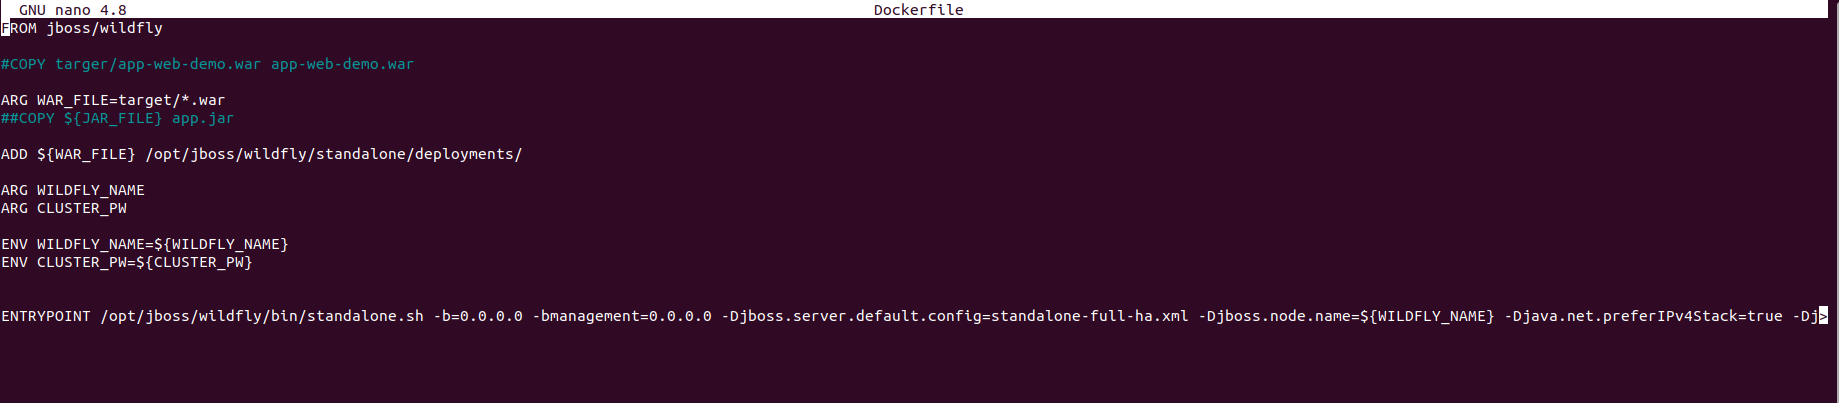 GNU nano 4.8 Dockerfile
FROM jboss/wildfly
#COPY targer/app-web-demo.war app-web-demo.war
ARG WAR_FILE=target/*.war
##COPY ${JAR_FILE} app.jar
ADD ${WAR_FILE} /opt/jboss/wildfly/standalone/deployments/
ARG WILDFLY_NAME
ARG CLUSTER_PW
ENV WILDFLY_NAME=${WILDFLY_NAME}
ENV CLUSTER_PW=${CLUSTER_PW}
ENTRYPOINT /opt/jboss/wildfly/bin/standalone.sh -b=0.0.0.0 -bmanagement=0.0.0.0 -Djboss.server.default.config=standalone-full-ha.xml -Djboss.node.name=${WILDFLY_NAME} -Djava.net.preferIPv4Stack=true -Dj>